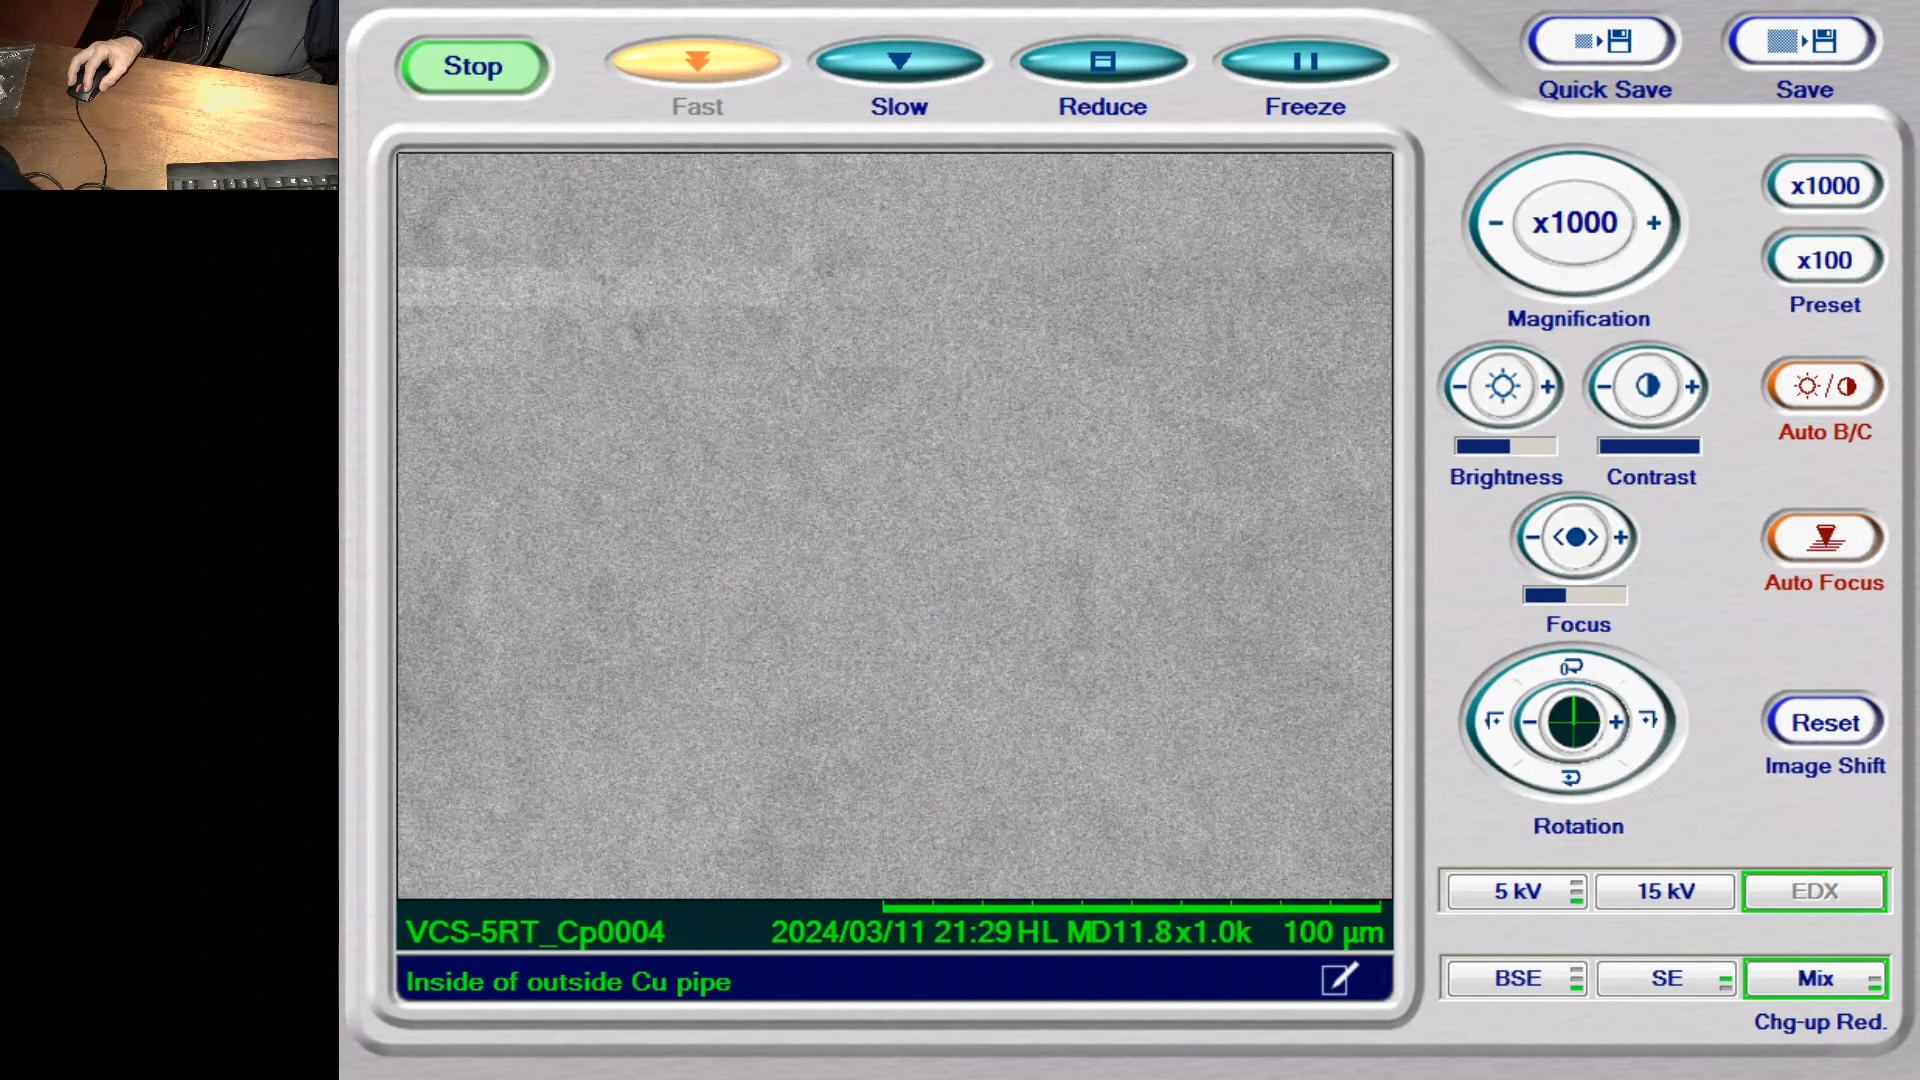 Stop
Fast
Slow
Reduce
Freeze
Quick Save
Save
x1000
Magnification
x1000
x100
Preset
Brightness
Contrast
Auto B/C
Focus
Auto Focus
Rotation
Reset
Image Shift
5 kV
15 kV
EDX
BSE
SE
Mix
Chg-up Red.
VCS-5RT_Cp0004 2024/03/11 21:29 HL MD11.8 x1.0k 100 µm
Inside of outside Cu pipe